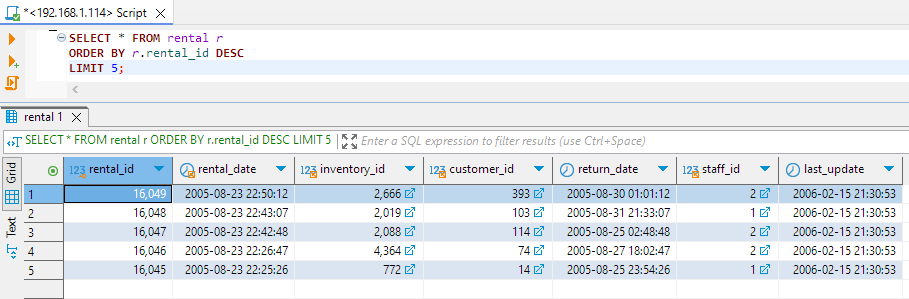 *<192.168.1.114> Script
SELECT * FROM rental r
ORDER BY r.rental_id DESC
LIMIT 5;
rental 1
SELECT * FROM rental r ORDER BY r.rental_id DESC LIMIT 5 Enter a SQL expression to filter results (use Ctrl+Space)
Grid
Text
123 rental_id rental_date 123 inventory_id 123 customer_id return_date 123 staff_id last_update
1 16,049 2005-08-23 22:50:12 2,666 393 2005-08-30 01:01:12 2 2006-02-15 21:30:53
2 16,048 2005-08-23 22:43:07 2,019 103 2005-08-31 21:33:07 1 2006-02-15 21:30:53
3 16,047 2005-08-23 22:42:48 2,088 114 2005-08-25 02:48:48 2 2006-02-15 21:30:53
4 16,046 2005-08-23 22:26:47 4,364 74 2005-08-27 18:02:47 2 2006-02-15 21:30:53
5 16,045 2005-08-23 22:25:26 772 14 2005-08-25 23:54:26 1 2006-02-15 21:30:53